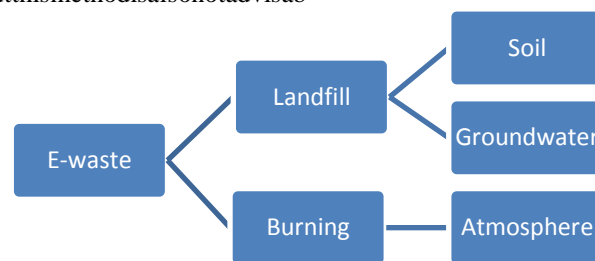 Soil
Landfill
Groundwater
E-waste
Burning
Atmosphere